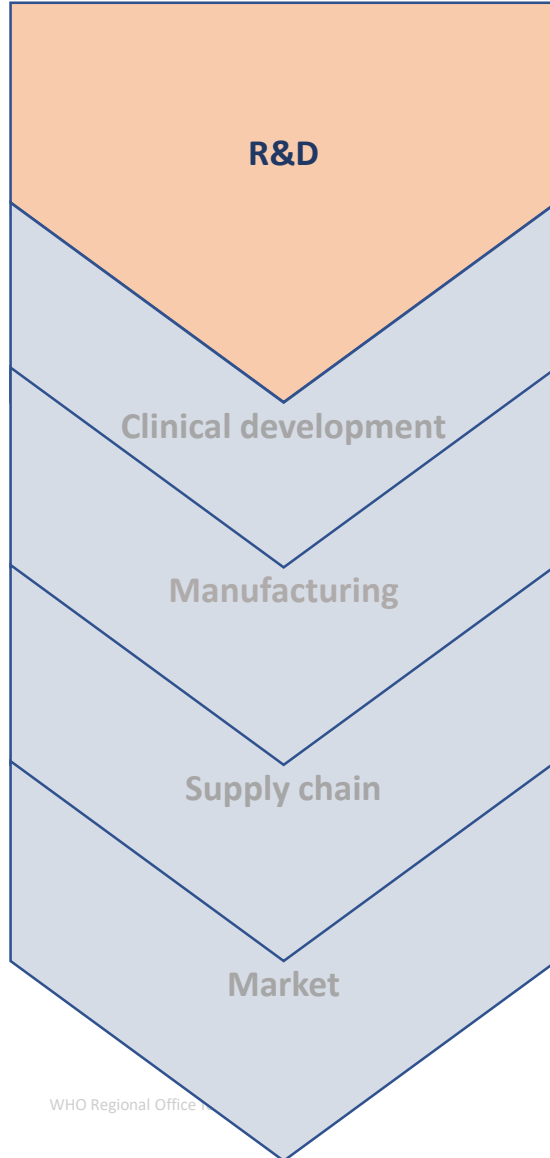 R&D
Clinical development
Manufacturing
Supply chain
Market
WHO Regional Office